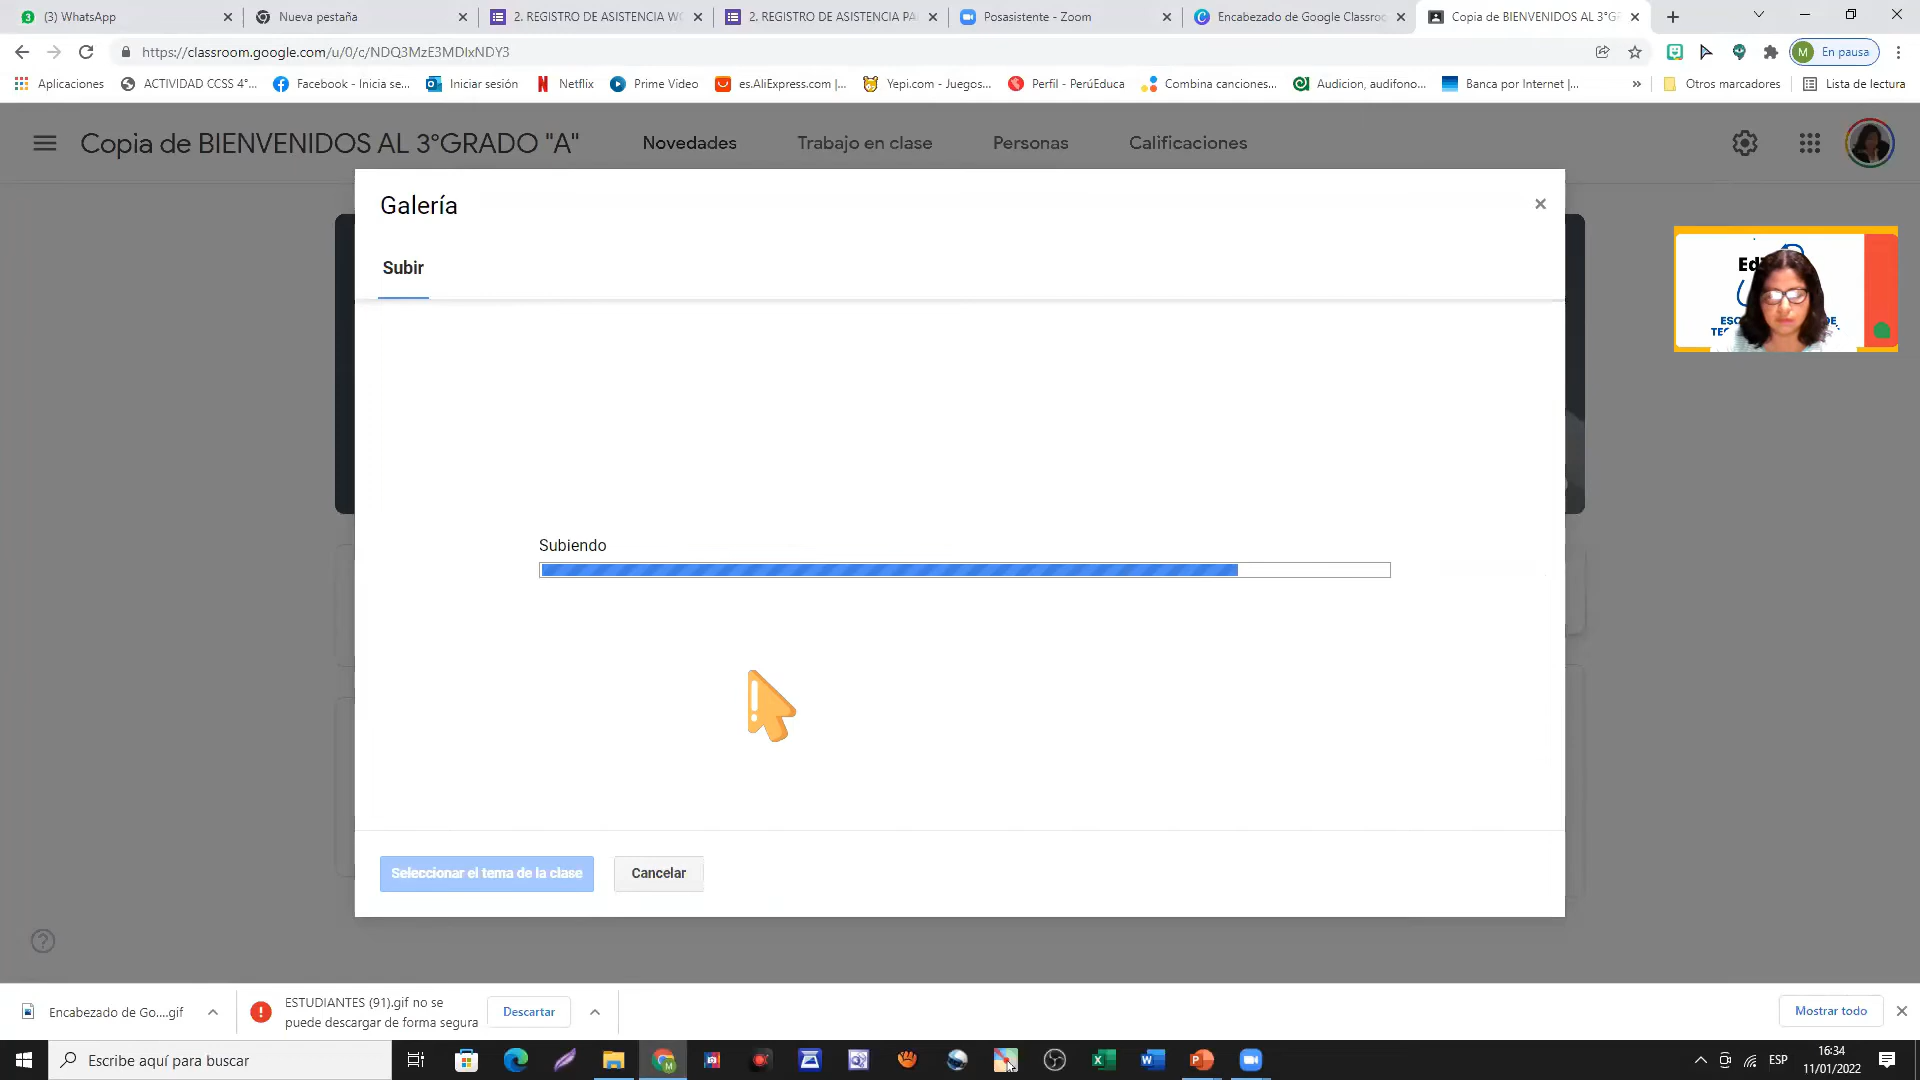 (3) WhatsApp
Nueva pestaña
2. REGISTRO DE ASISTENCIA WO
2. REGISTRO DE ASISTENCIA PA
Posasistente - Zoom
Encabezado de Google Classroo
Copia de BIENVENIDOS AL 3°GR
https://classroom.google.com/u/0/c/NDQ3MzE3MDIxNDY3
M En pausa
Aplicaciones
ACTIVIDAD CCSS 4°...
Facebook - Inicia se...
Iniciar sesión
Netflix
Prime Video
es.AliExpress.com |...
Yepi.com - Juegos...
Perfil - PerúEduca
Combina canciones...
Audicion, audifono...
Banca por Internet |...
»
Otros marcadores
Lista de lectura
Copia de BIENVENIDOS AL 3°GRADO "A"
Novedades
Trabajo en clase
Personas
Calificaciones
Galería
Subir
Subiendo
Seleccionar el tema de la clase
Cancelar
Encabezado de Go....gif
ESTUDIANTES (91).gif no se
puede descargar de forma segura
Descartar
Mostrar todo
Escribe aquí para buscar
ESP
16:34
11/01/2022